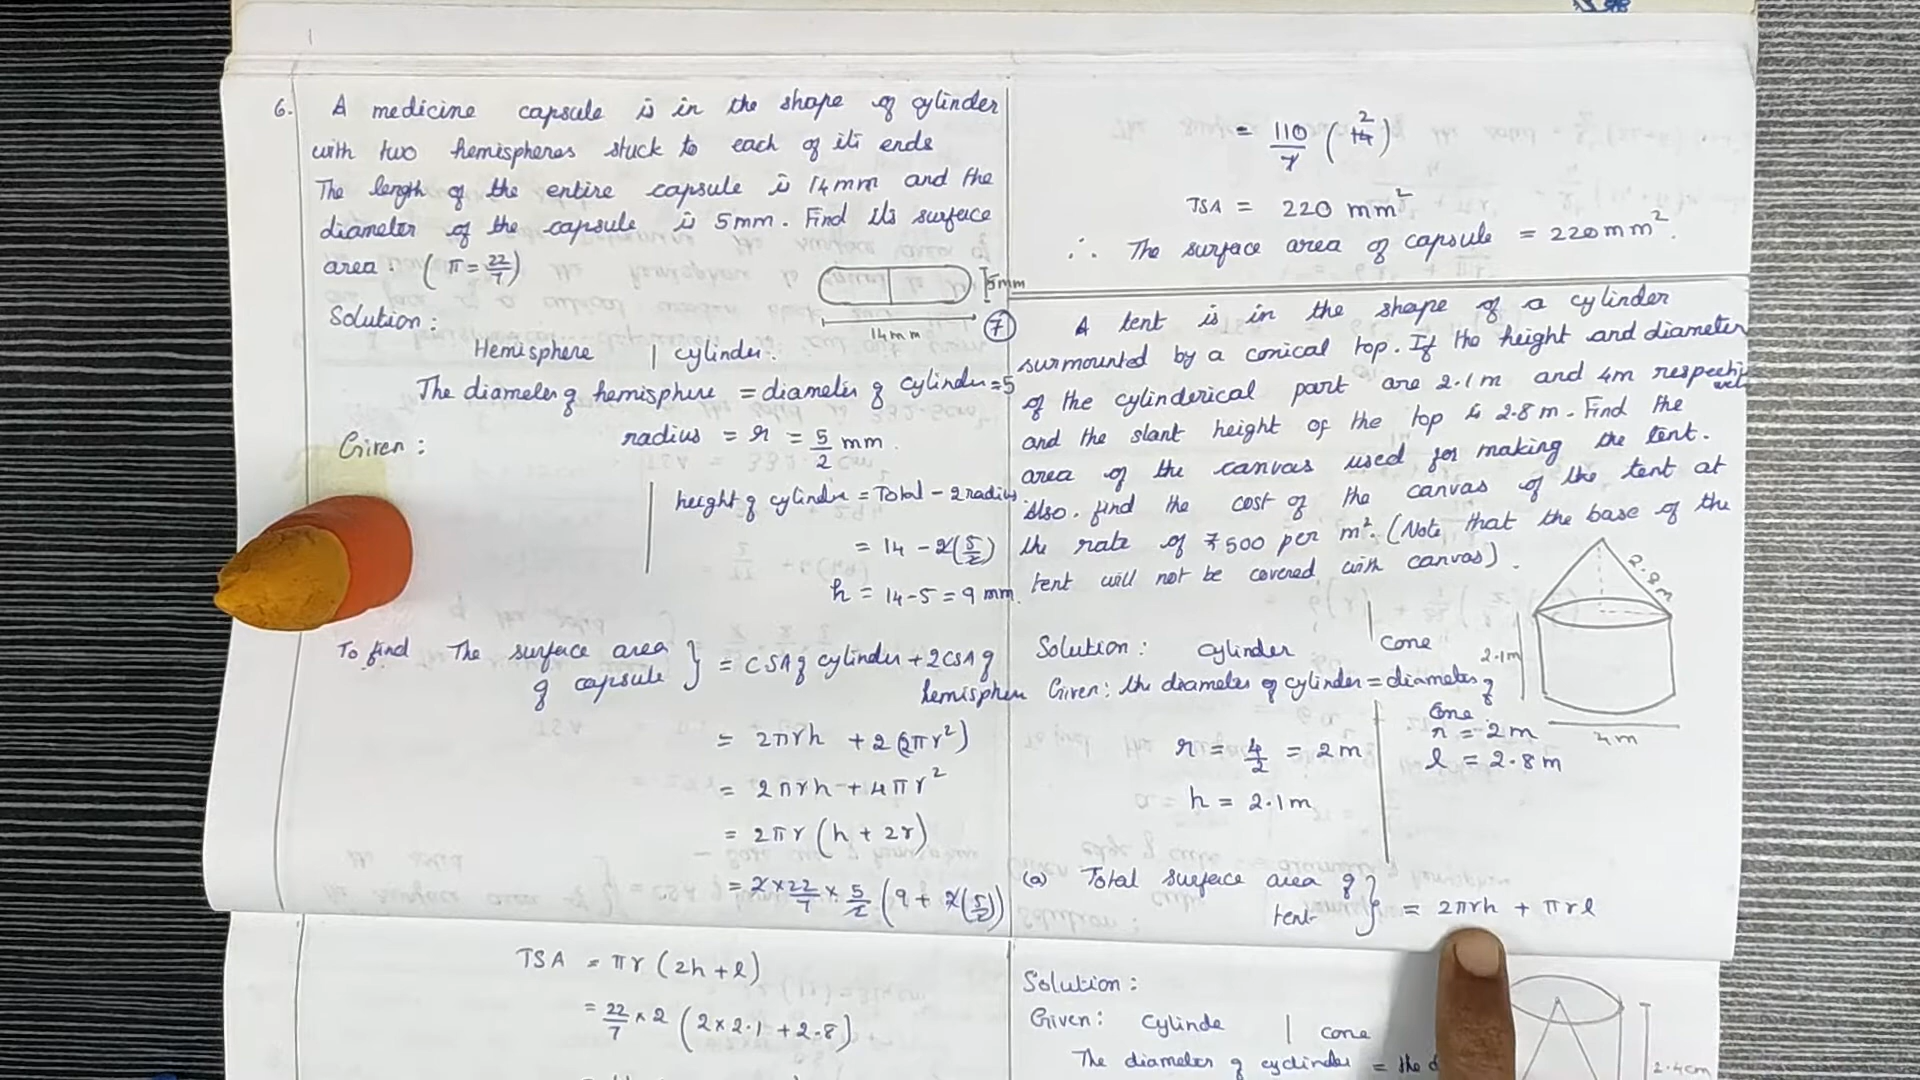 6. A medicine capsule is in the shape of cylinder
with two hemispheres stuck to each of its ends
The length of the entire capsule is 14mm and the
diameter of the capsule is 5mm. Find its surface
area. (π = 22/7)
5mm
14mm
Solution:
Hemisphere | cylinder.
The diameter of hemisphere = diameter of cylinder = 5
Given: radius = r = 5/2 mm.
height of cylinder = Total - 2 radius
= 14 - 2(5/2)
h = 14 - 5 = 9 mm.
To find The surface area of capsule } = CSA of cylinder + 2 CSA of
hemisphere
= 2πrh + 2(2πr²)
= 2πrh + 4πr²
= 2πr (h + 2r)
= 2 × 22/7 × 5/2 (9 + 2(5/2))
= 110/7 (14) 2
TSA = 220 mm²
∴ The surface area of capsule = 220mm².
7 A tent is in the shape of a cylinder
surmounted by a conical top. If the height and diameter
of the cylinderical part are 2.1m and 4m respectively
and the slant height of the top is 2.8m. Find the
area of the canvas used for making the tent.
Also, find the cost of the canvas of the tent at
the rate of ₹500 per m². (Note that the base of the
tent will not be covered with canvas).
2.8m
2.1m
4m
Solution: cylinder | cone
Given: the diameter of cylinder = diameter of
Cone.
r = 4/2 = 2m | r = 2m
h = 2.1m | l = 2.8m
(a) Total surface area of tent } = 2πrh + πrl
TSA = πr (2h + l)
= 22/7 × 2 (2 × 2.1 + 2.8)
Solution:
Given: Cylinde | cone
The diameter of cyclinder = the
2.4cm